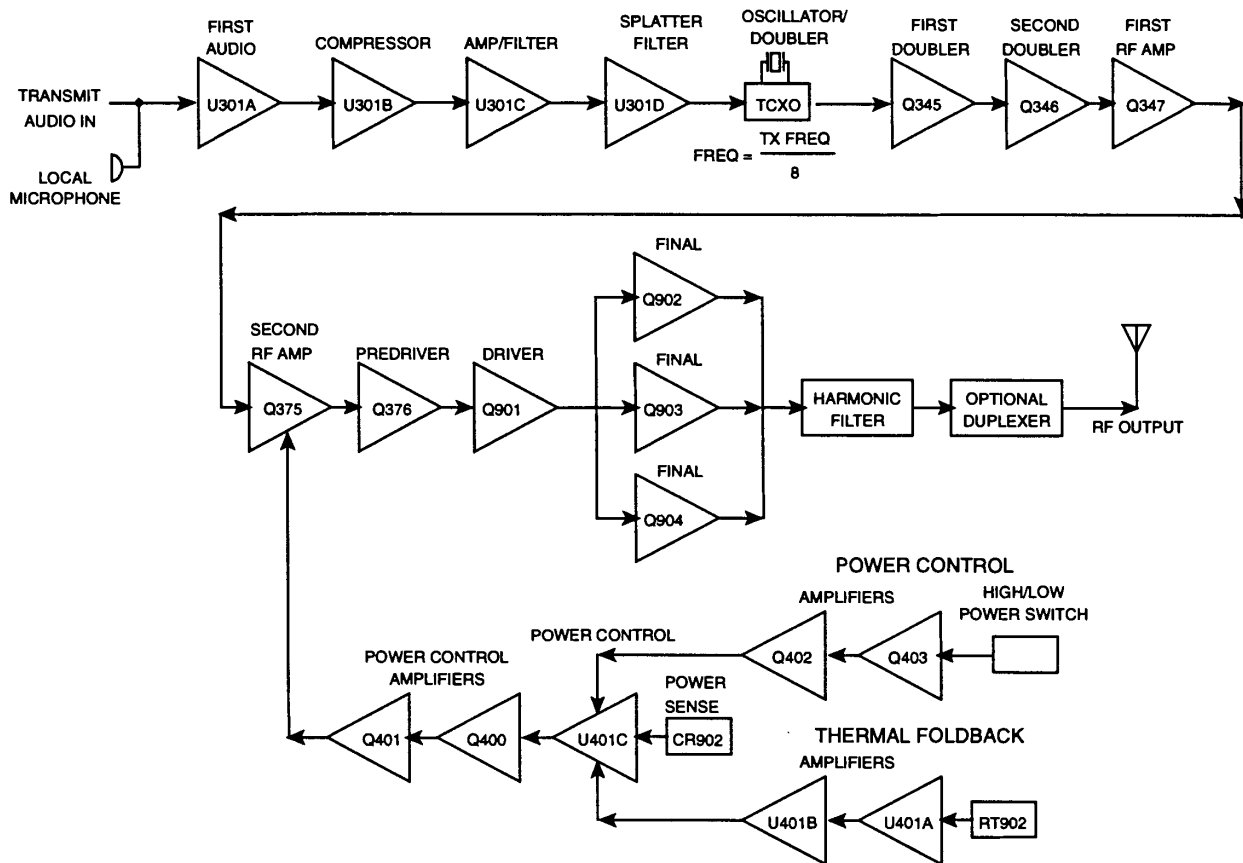 FIRST
AUDIO
COMPRESSOR
AMP/FILTER
SPLATTER
FILTER
OSCILLATOR/
DOUBLER
FIRST
DOUBLER
SECOND
DOUBLER
FIRST
RF AMP
TRANSMIT
AUDIO IN
U301A
U301B
U301C
U301D
TCXO
Q345
Q346
Q347
FREQ = TX FREQ
8
LOCAL
MICROPHONE
FINAL
Q902
SECOND
RF AMP
PREDRIVER
DRIVER
FINAL
Q375
Q376
Q901
Q903
HARMONIC
FILTER
OPTIONAL
DUPLEXER
RF OUTPUT
FINAL
Q904
POWER CONTROL
AMPLIFIERS
HIGH/LOW
POWER SWITCH
Q402
Q403
POWER CONTROL
POWER CONTROL
AMPLIFIERS
POWER
SENSE
Q401
Q400
U401C
CR902
THERMAL FOLDBACK
AMPLIFIERS
U401B
U401A
RT902